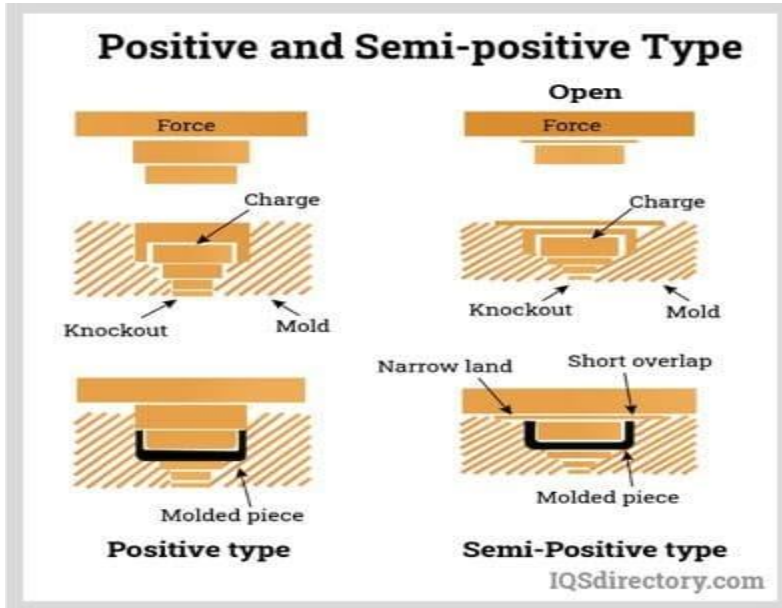 Positive and Semi-positive Type
Open
Force
Force
Charge
Charge
Knockout
Mold
Knockout
Mold
Narrow land
Short overlap
Molded piece
Molded piece
Positive type
Semi-Positive type
IQSdirectory.com